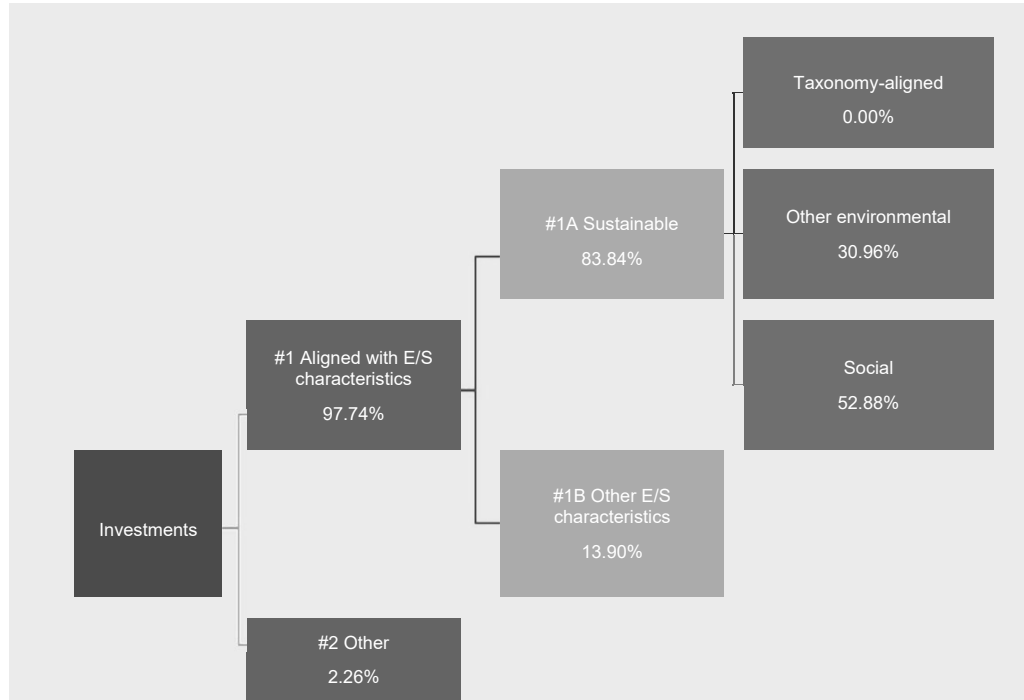 Investments
#1 Aligned with E/S
characteristics
97.74%
#2 Other
2.26%
#1A Sustainable
83.84%
#1B Other E/S
characteristics
13.90%
Taxonomy-aligned
0.00%
Other environmental
30.96%
Social
52.88%